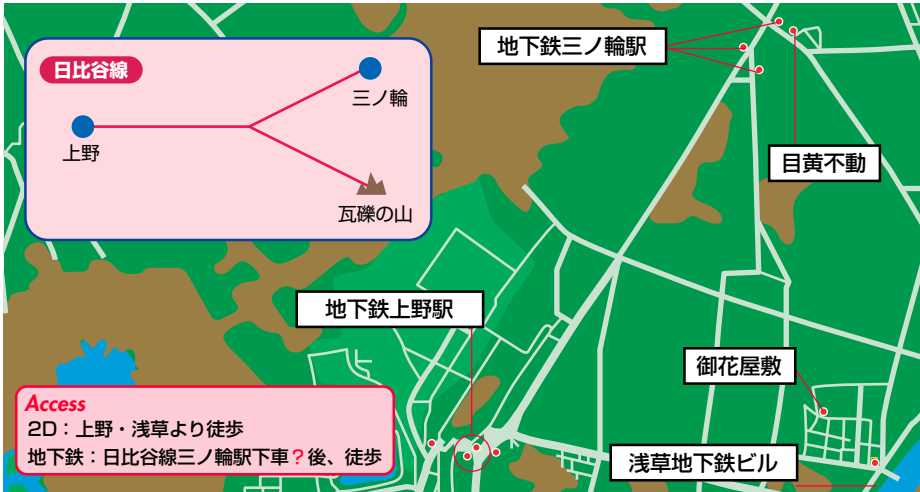 日比谷線
三ノ輪
上野
瓦礫の山
地下鉄三ノ輪駅
目黄不動
地下鉄上野駅
御花屋敷
浅草地下鉄ビル
Access
2D：上野・浅草より徒歩
地下鉄：日比谷線三ノ輪駅下車？後、徒歩